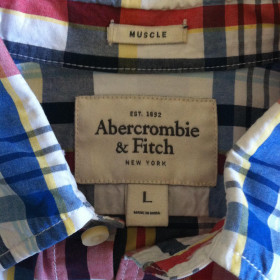 MUSCLE
EST. 1892
Abercrombie
& Fitch
NEW YORK
L